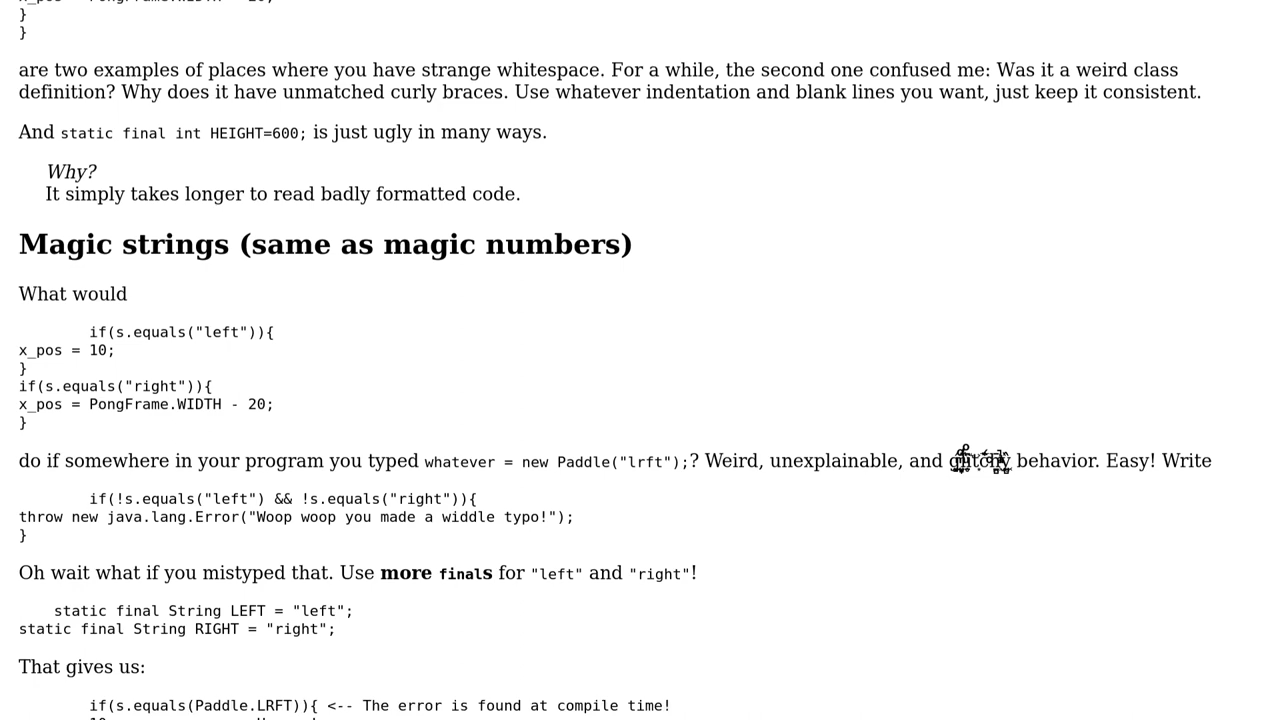 }
}
are two examples of places where you have strange whitespace. For a while, the second one confused me: Was it a weird class
definition? Why does it have unmatched curly braces. Use whatever indentation and blank lines you want, just keep it consistent.
And static final int HEIGHT=600; is just ugly in many ways.
Why?
It simply takes longer to read badly formatted code.
Magic strings (same as magic numbers)
What would
if(s.equals("left")){
x_pos = 10;
}
if(s.equals("right")){
x_pos = PongFrame.WIDTH - 20;
}
do if somewhere in your program you typed whatever = new Paddle("lrft");? Weird, unexplainable, and behavior. Easy! Write
if(!s.equals("left") && !s.equals("right")){
throw new java.lang.Error("Woop woop you made a widdle typo!");
}
Oh wait what if you mistyped that. Use more finals for "left" and "right"!
static final String LEFT = "left";
static final String RIGHT = "right";
That gives us:
if(s.equals(Paddle.LRFT)){ <-- The error is found at compile time!